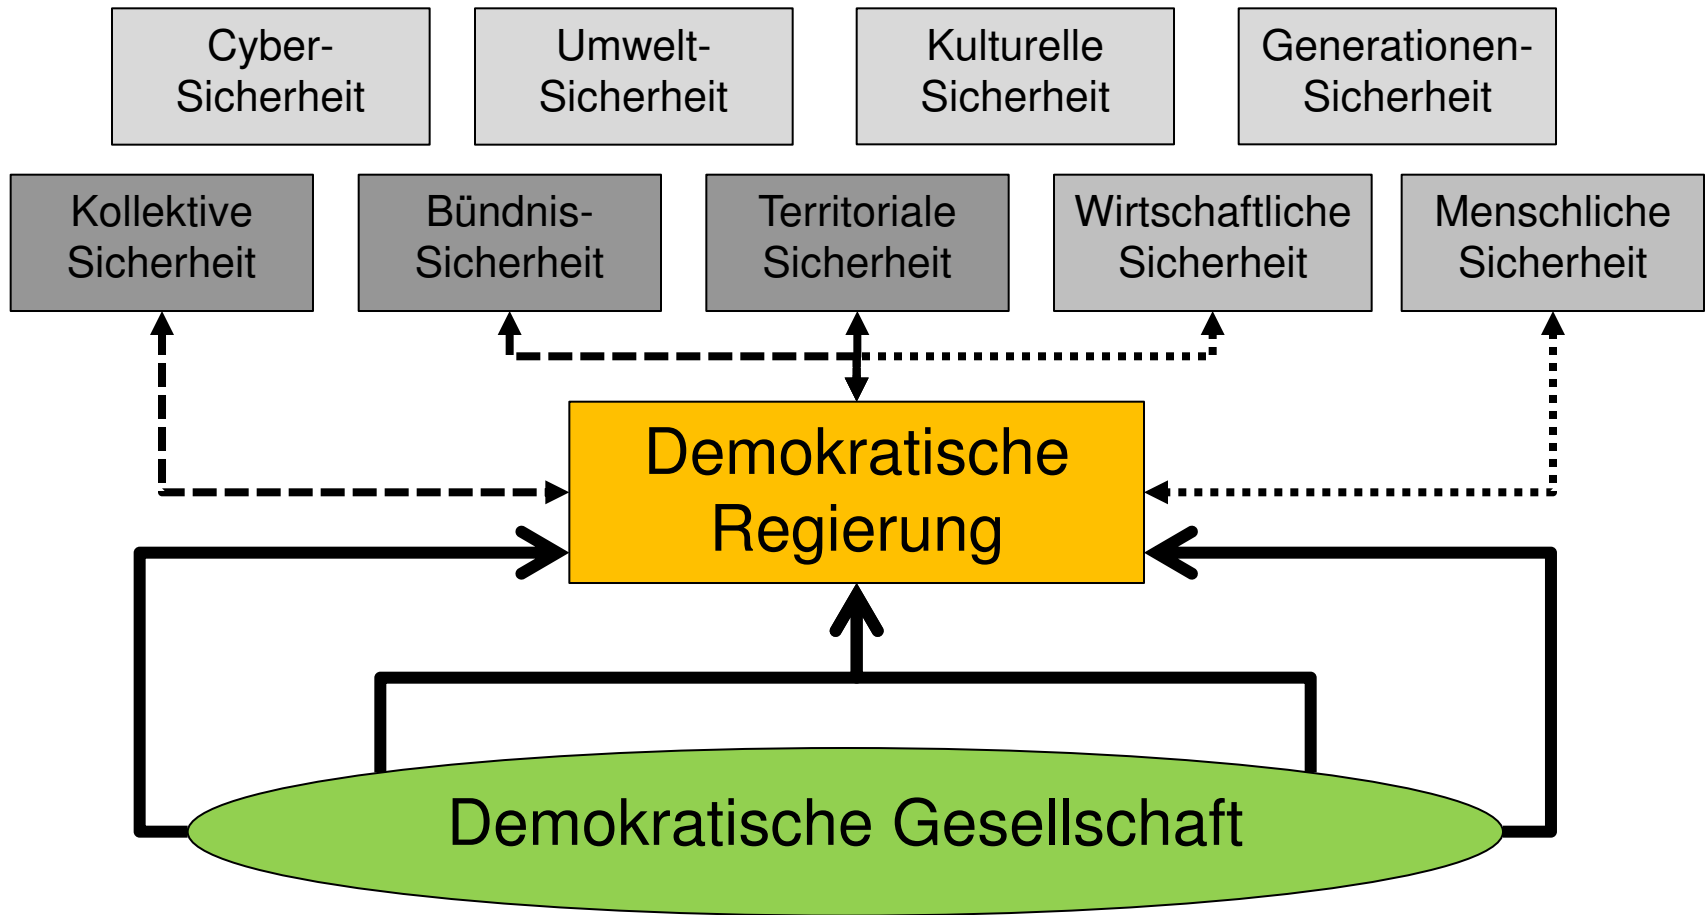 Cyber-
Sicherheit
Umwelt-
Sicherheit
Kulturelle
Sicherheit
Generationen-
Sicherheit
Kollektive
Sicherheit
Bündnis-
Sicherheit
Territoriale
Sicherheit
Wirtschaftliche
Sicherheit
Menschliche
Sicherheit
Demokratische
Regierung
Demokratische Gesellschaft